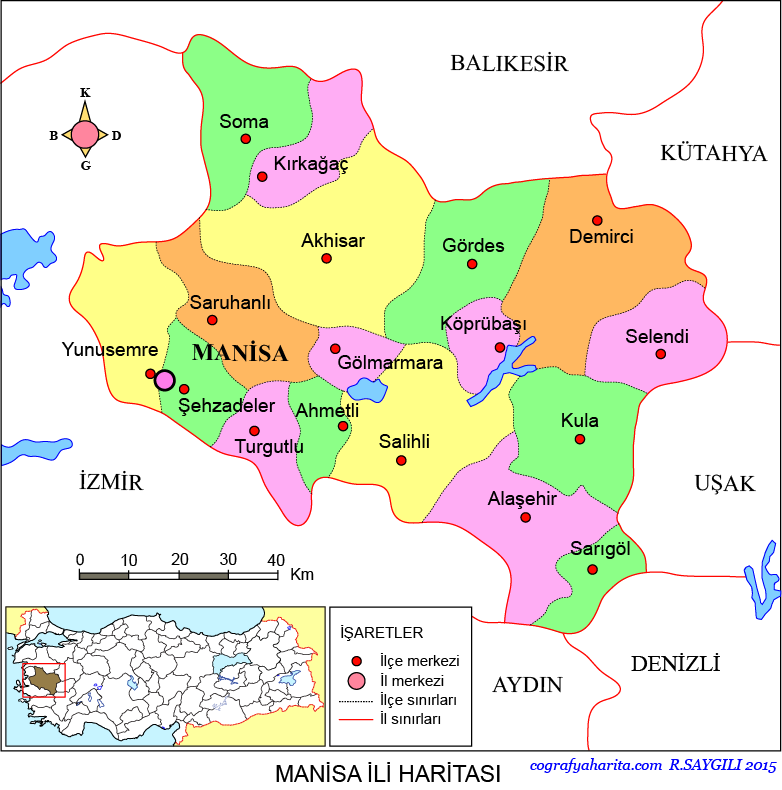 BALIKESİR
K
B D
G
Soma
KÜTAHYA
Kırkağaç
Demirci
Akhisar
Gördes
Saruhanlı
Köprübaşı
Selendi
Yunusemre
MANİSA
Gölmarmara
Şehzadeler
Ahmetli
Kula
Turgutlu
Salihli
İZMİR
UŞAK
Alaşehir
Sarıgöl
0 10 20 30 40
Km
İŞARETLER
İlçe merkezi
İl merkezi
İlçe sınırları
İl sınırları
DENİZLİ
AYDIN
cografyaharita.com R.SAYGILI 2015
MANİSA İLİ HARİTASI